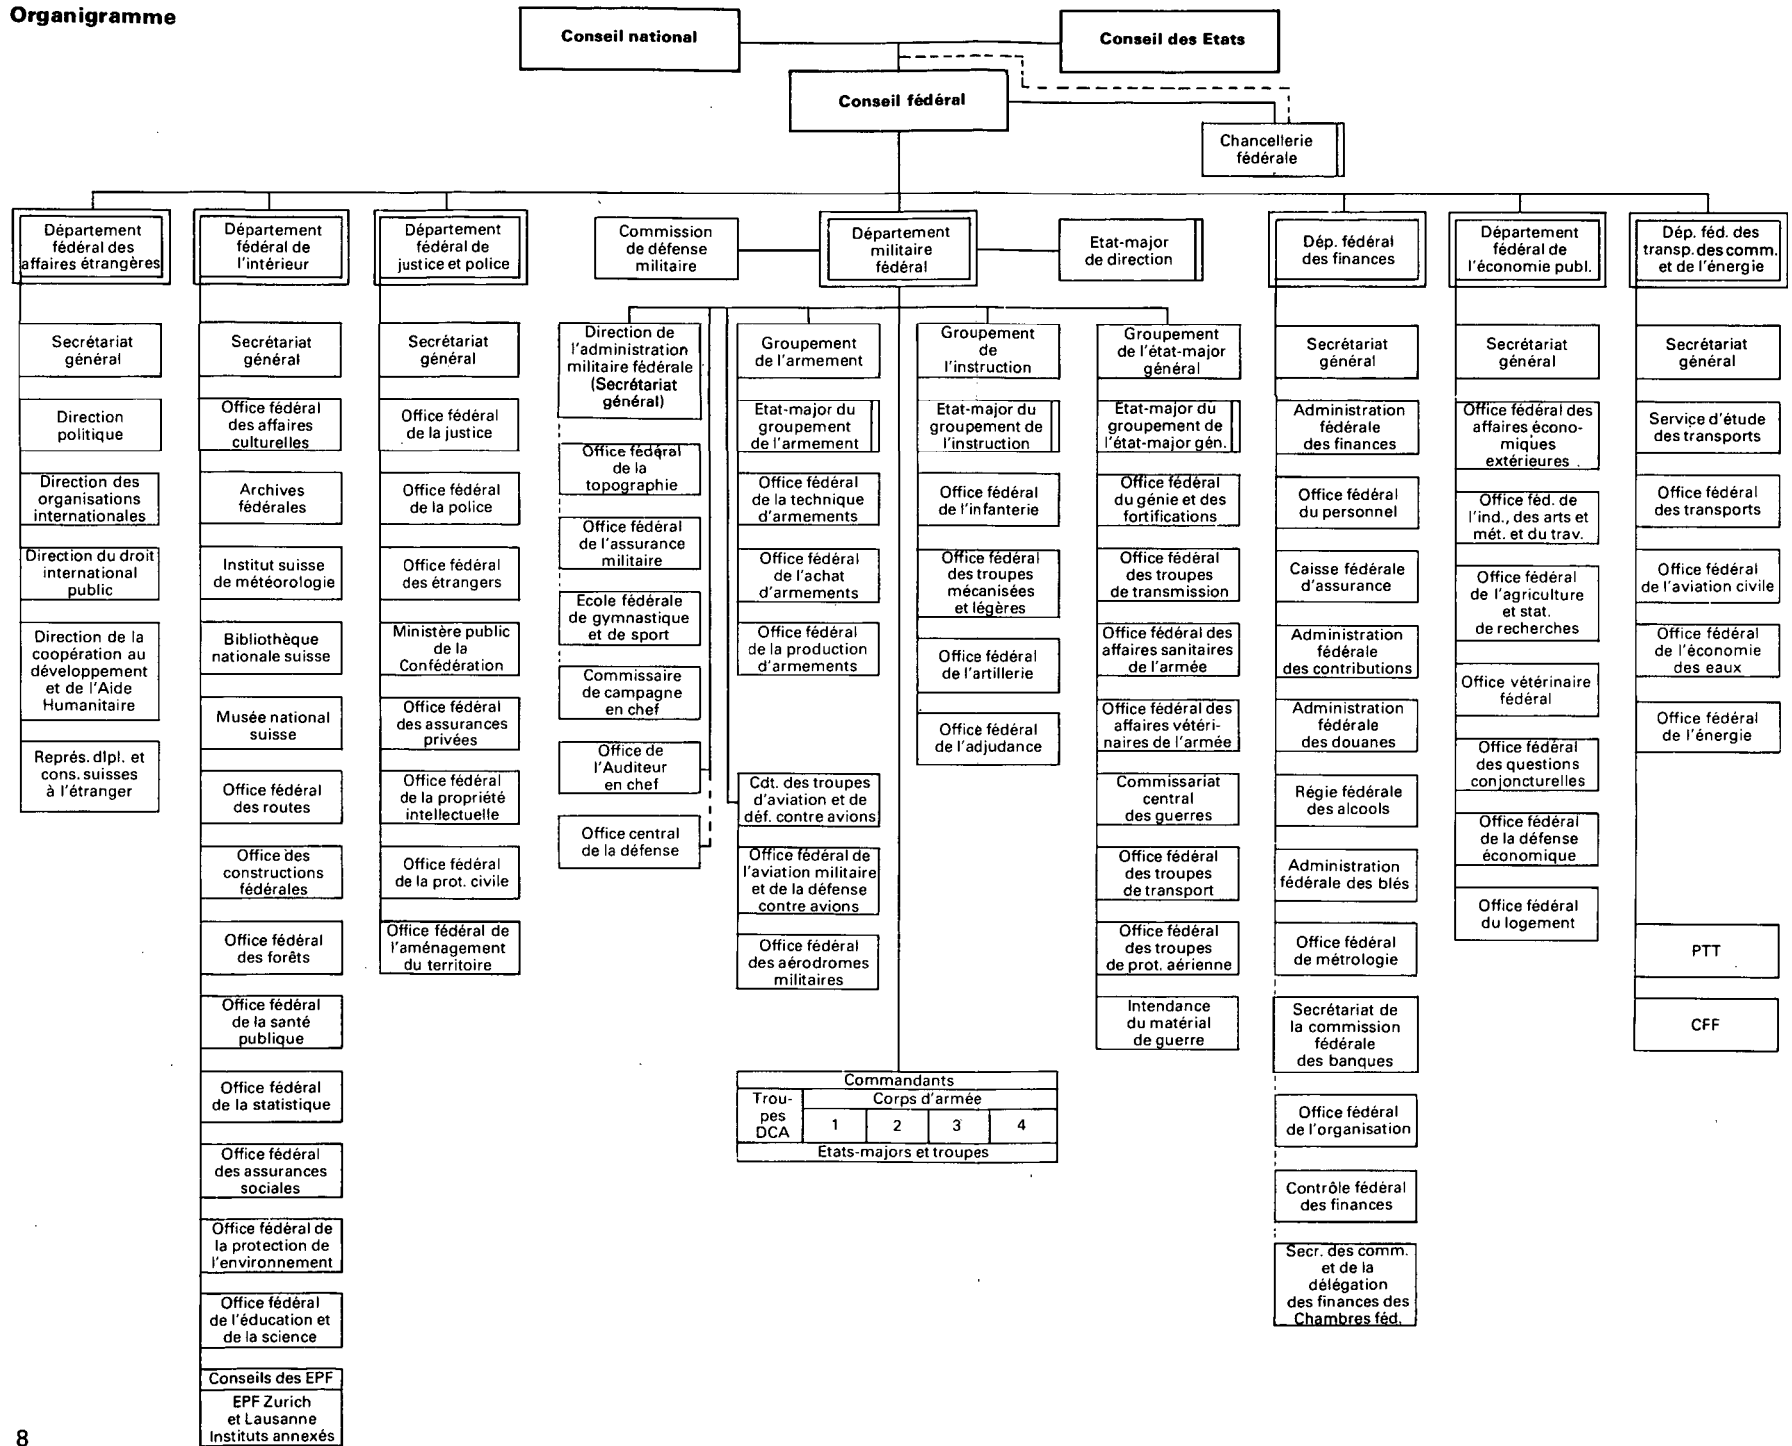 Organigramme
Conseil national
Conseil des Etats
Conseil fédéral
Chancellerie
fédérale
Département
fédéral des
affaires étrangères
Secrétariat
général
Direction
politique
Direction des
organisations
internationales
Direction du droit
international
public
Direction de la
coopération au
développement
et de l'Aide
Humanitaire
Représ. dipl. et
cons. suisses
à l'étranger
Département
fédéral de
l'intérieur
Secrétariat
général
Office fédéral
des affaires
culturelles
Archives
fédérales
Institut suisse
de météorologie
Bibliothèque
nationale suisse
Musée national
suisse
Office fédéral
des routes
Office des
constructions
fédérales
Office fédéral
des forêts
Office fédéral
de la santé
publique
Office fédéral
de la statistique
Office fédéral
des assurances
sociales
Office fédéral de
la protection de
l'environnement
Office fédéral
de l'éducation et
de la science
Conseils des EPF
EPF Zurich
et Lausanne
Instituts annexés
Département
fédéral de
justice et police
Secrétariat
général
Office fédéral
de la justice
Office fédéral
de la police
Office fédéral
des étrangers
Ministère public
de la
Confédération
Office fédéral
des assurances
privées
Office fédéral
de la propriété
intellectuelle
Office fédéral
de la prot. civile
Office fédéral de
l'aménagement
du territoire
Commission
de défense
militaire
Département
militaire
fédéral
Etat-major
de direction
Direction de
l'administration
militaire fédérale
(Secrétariat
général)
Office fédéral
de la
topographie
Office fédéral
de l'assurance
militaire
Ecole fédérale
de gymnastique
et de sport
Commissaire
de campagne
en chef
Office de
l'Auditeur
en chef
Office central
de la défense
Groupement
de l'armement
Etat-major du
groupement
de l'armement
Office fédéral
de la technique
d'armements
Office fédéral
de l'achat
d'armements
Office fédéral
de la production
d'armements
Cdt. des troupes
d'aviation et de
déf. contre avions
Office fédéral de
l'aviation militaire
et de la défense
contre avions
Office fédéral
des aérodromes
militaires
Groupement
de
l'instruction
Etat-major du
groupement de
l'instruction
Office fédéral
de l'infanterie
Office fédéral
des troupes
mécanisées
et légères
Office fédéral
de l'artillerie
Office fédéral
de l'adjudance
Groupement
de l'état-major
général
Etat-major du
groupement de
l'état-major gén.
Office fédéral
du génie et des
fortifications
Office fédéral
des troupes
de transmission
Office fédéral des
affaires sanitaires
de l'armée
Office fédéral des
affaires vétéri-
naires de l'armée
Commissariat
central
des guerres
Office fédéral
des troupes
de transport
Office fédéral
des troupes
de prot. aérienne
Intendance
du matérial
de guerre
Commandants
Trou-
pes
DCA
Corps d'armée
1 2 3 4
Etats-majors et troupes
Dép. fédéral
des finances
Secrétariat
général
Administration
fédérale
des finances
Office fédéral
du personnel
Caisse fédérale
d'assurance
Administration
fédérale
des contributions
Administration
fédérale
des douanes
Régie fédérale
des alcools
Administration
fédérale des blés
Office fédéral
de métrologie
Secrétariat de
la commission
fédérale
des banques
Office fédéral
de l'organisation
Contrôle fédéral
des finances
Secr. des comm.
et de la
délégation
des finances des
Chambres féd.
Département
fédéral de
l'économie publ.
Secrétariat
général
Office fédéral des
affaires écono-
miques
extérieures
Office féd. de
l'ind., des arts et
mét. et du trav.
Office fédéral
de l'agriculture
et stat.
de recherches
Office vétérinaire
fédéral
Office fédéral
des questions
conjoncturelles
Office fédéral
de la défense
économique
Office fédéral
du logement
Dép. féd. des
transp. des comm.
et de l'énergie
Secrétariat
général
Service d'étude
des transports
Office fédéral
des transports
Office fédéral
de l'aviation civile
Office fédéral
de l'économie
des eaux
Office fédéral
de l'énergie
PTT
CFF
8